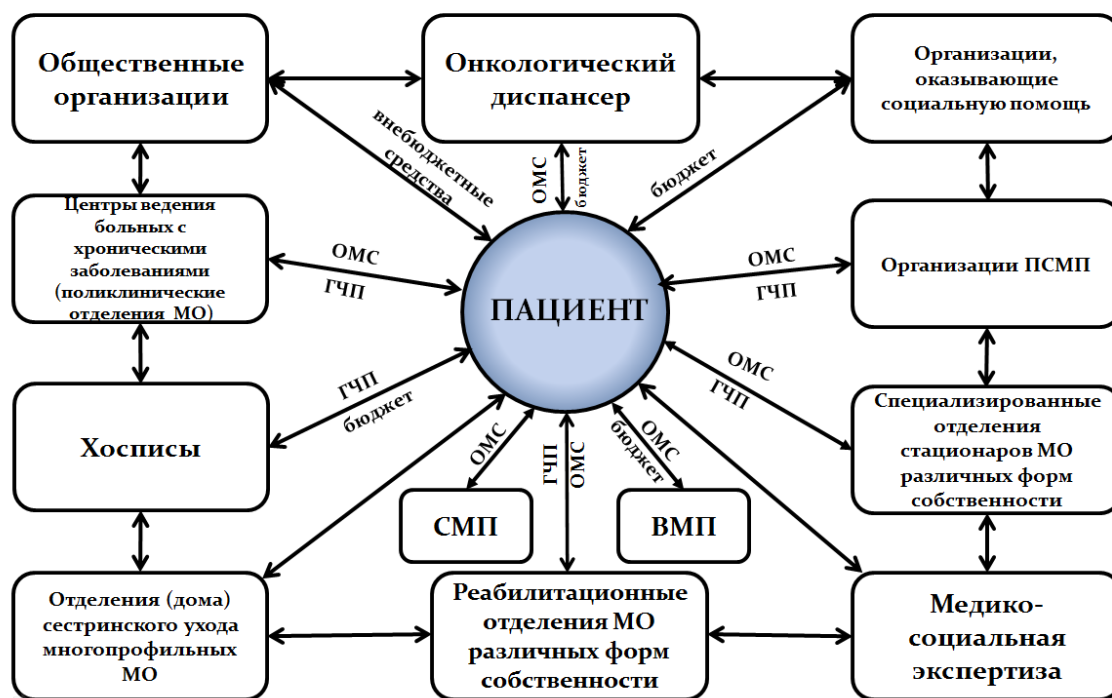 Общественные
организации
Онкологический
диспансер
Организации,
оказывающие
социальную помощь
внебюджетные
средства
ОМС
бюджет
бюджет
Центры ведения
больных с
хроническими
заболеваниями
(поликлинические
отделения МО)
ОМС
ГЧП
ПАЦИЕНТ
ОМС
ГЧП
Организации ПСМП
Хосписы
ГЧП
бюджет
ОМС
ГЧП
ОМС
бюджет
ОМС
ОМС
ГЧП
Специализированные
отделения
стационаров МО
различных форм
собственности
СМП
ВМП
Отделения (дома)
сестринского ухода
многопрофильных
МО
Реабилитационные
отделения МО
различных форм
собственности
Медико-
социальная
экспертиза